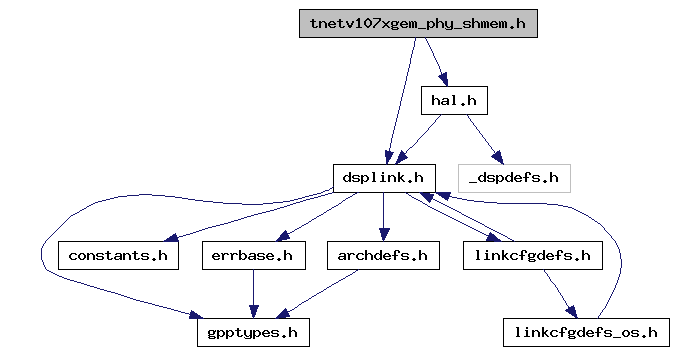 tnetv107xgem_phy_shmem.h
hal.h
dsplink.h
_dspdefs.h
constants.h
errbase.h
archdefs.h
linkcfgdefs.h
gpptypes.h
linkcfgdefs_os.h